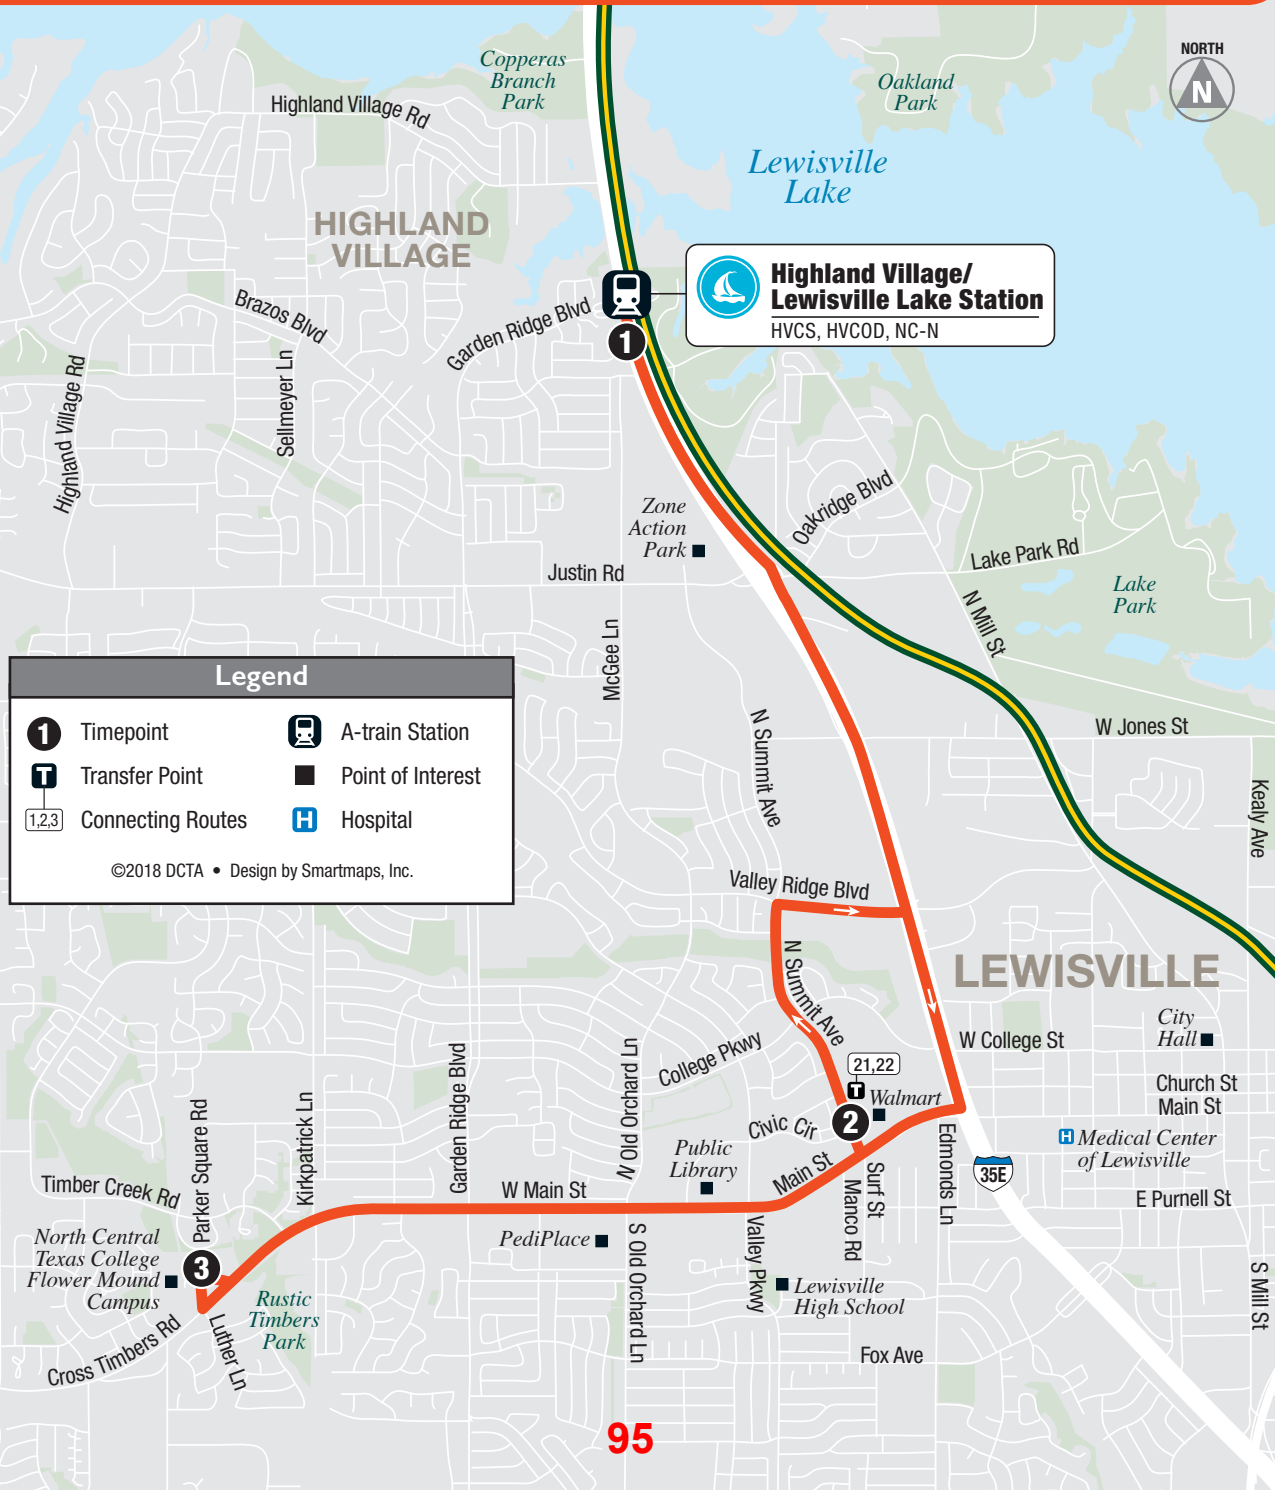 Copperas
Branch
Park
Oakland
Park
NORTH
N
Highland Village Rd
Lewisville
Lake
HIGHLAND
VILLAGE
Highland Village/
Lewisville Lake Station
HVCS, HVCOD, NC-N
Brazos Blvd
Garden Ridge Blvd
1
Sellmeyer Ln
Highland Village Rd
Zone
Action
Park
Oakridge Blvd
Justin Rd
Lake Park Rd
Lake
Park
N Mill St
McGee Ln
Legend
1 Timepoint
A-train Station
T Transfer Point
Point of Interest
1,2,3 Connecting Routes
H Hospital
©2018 DCTA • Design by Smartmaps, Inc.
N Summit Ave
W Jones St
Kealy Ave
Valley Ridge Blvd
N Summit Ave
LEWISVILLE
City
Hall
W College St
College Pkwy
21,22
T
Walmart
Church St
Main St
2
Civic Cir
H Medical Center
of Lewisville
Public
Library
Main St
N Old Orchard Ln
Garden Ridge Blvd
Kirkpatrick Ln
Parker Square Rd
Timber Creek Rd
W Main St
Surf St
Manco Rd
Edmonds Ln
35E
E Purnell St
North Central
Texas College
Flower Mound
Campus
3
PediPlace
S Old Orchard Ln
Valley Pkwy
Lewisville
High School
S Mill St
Rustic
Timbers
Park
Luther Ln
Cross Timbers Rd
Fox Ave
95